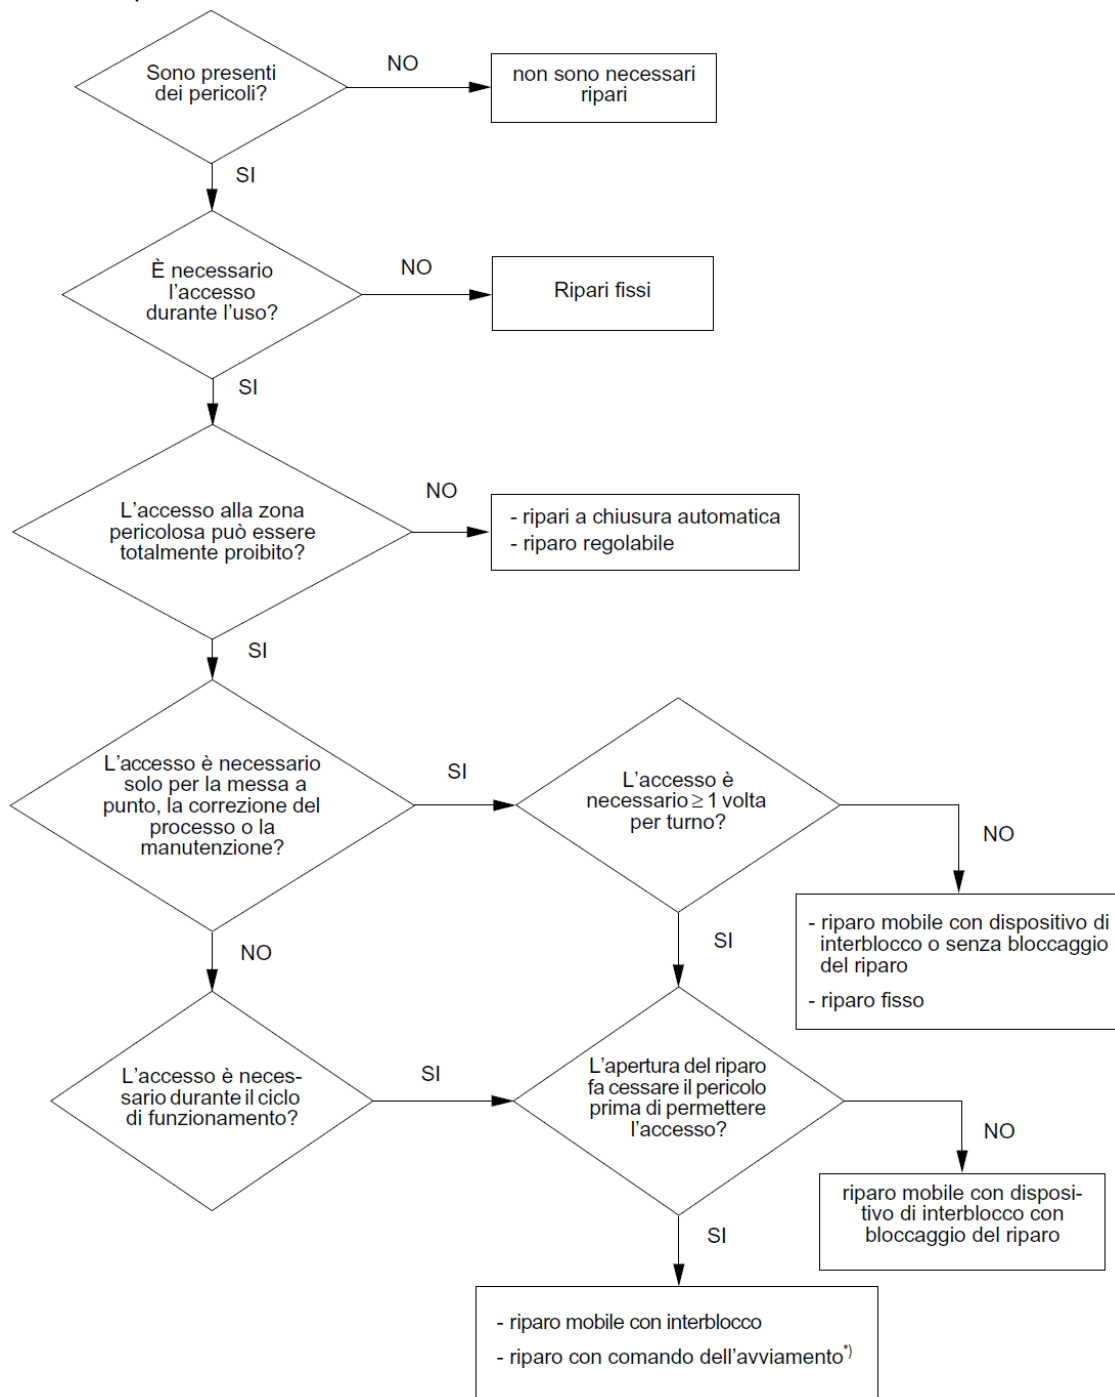 Sono presenti
dei pericoli?
NO
non sono necessari
ripari
SI
È necessario
l'accesso
durante l'uso?
NO
Ripari fissi
SI
L'accesso alla zona
pericolosa può essere
totalmente proibito?
NO
- ripari a chiusura automatica
- riparo regolabile
SI
L'accesso è necessario
solo per la messa a
punto, la correzione del
processo o la
manutenzione?
SI
L'accesso è
necessario ≥ 1 volta
per turno?
NO
- riparo mobile con dispositivo di
interblocco o senza bloccaggio
del riparo
- riparo fisso
NO
SI
L'accesso è neces-
sario durante il ciclo
di funzionamento?
SI
L'apertura del riparo
fa cessare il pericolo
prima di permettere
l'accesso?
NO
riparo mobile con disposi-
tivo di interblocco con
bloccaggio del riparo
SI
- riparo mobile con interblocco
- riparo con comando dell'avviamento*)